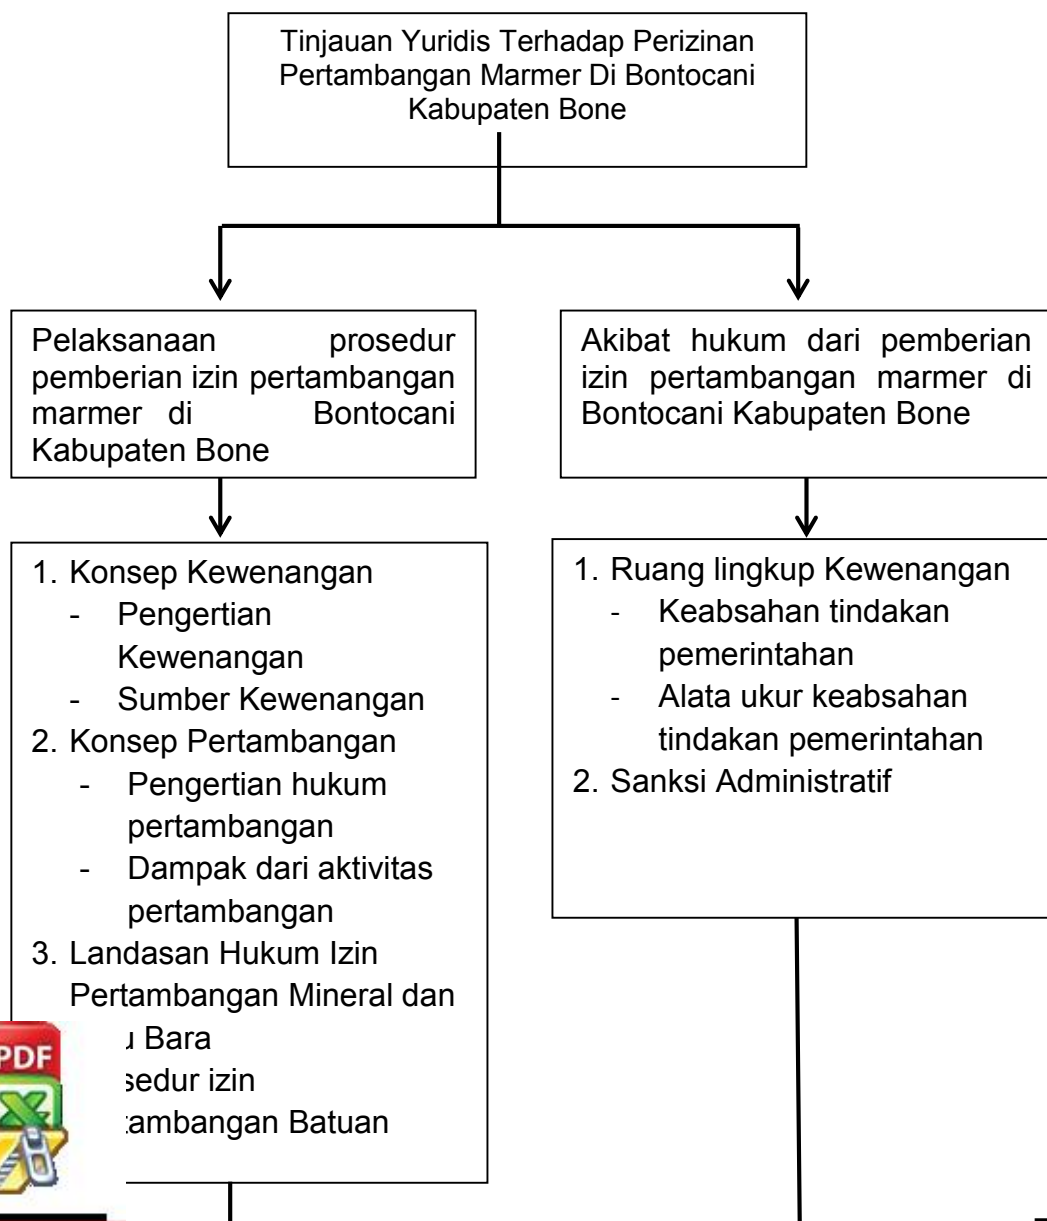 Tinjauan Yuridis Terhadap Perizinan
Pertambangan Marmer Di Bontocani
Kabupaten Bone
Pelaksanaan prosedur
pemberian izin pertambangan
marmer di Bontocani
Kabupaten Bone
Akibat hukum dari pemberian
izin pertambangan marmer di
Bontocani Kabupaten Bone
1. Konsep Kewenangan
- Pengertian
Kewenangan
- Sumber Kewenangan
2. Konsep Pertambangan
- Pengertian hukum
pertambangan
- Dampak dari aktivitas
pertambangan
3. Landasan Hukum Izin
Pertambangan Mineral dan
Bara
izin
Batuan
1. Ruang lingkup Kewenangan
- Keabsahan tindakan
pemerintahan
- Alata ukur keabsahan
tindakan pemerintahan
2. Sanksi Administratif
PDF